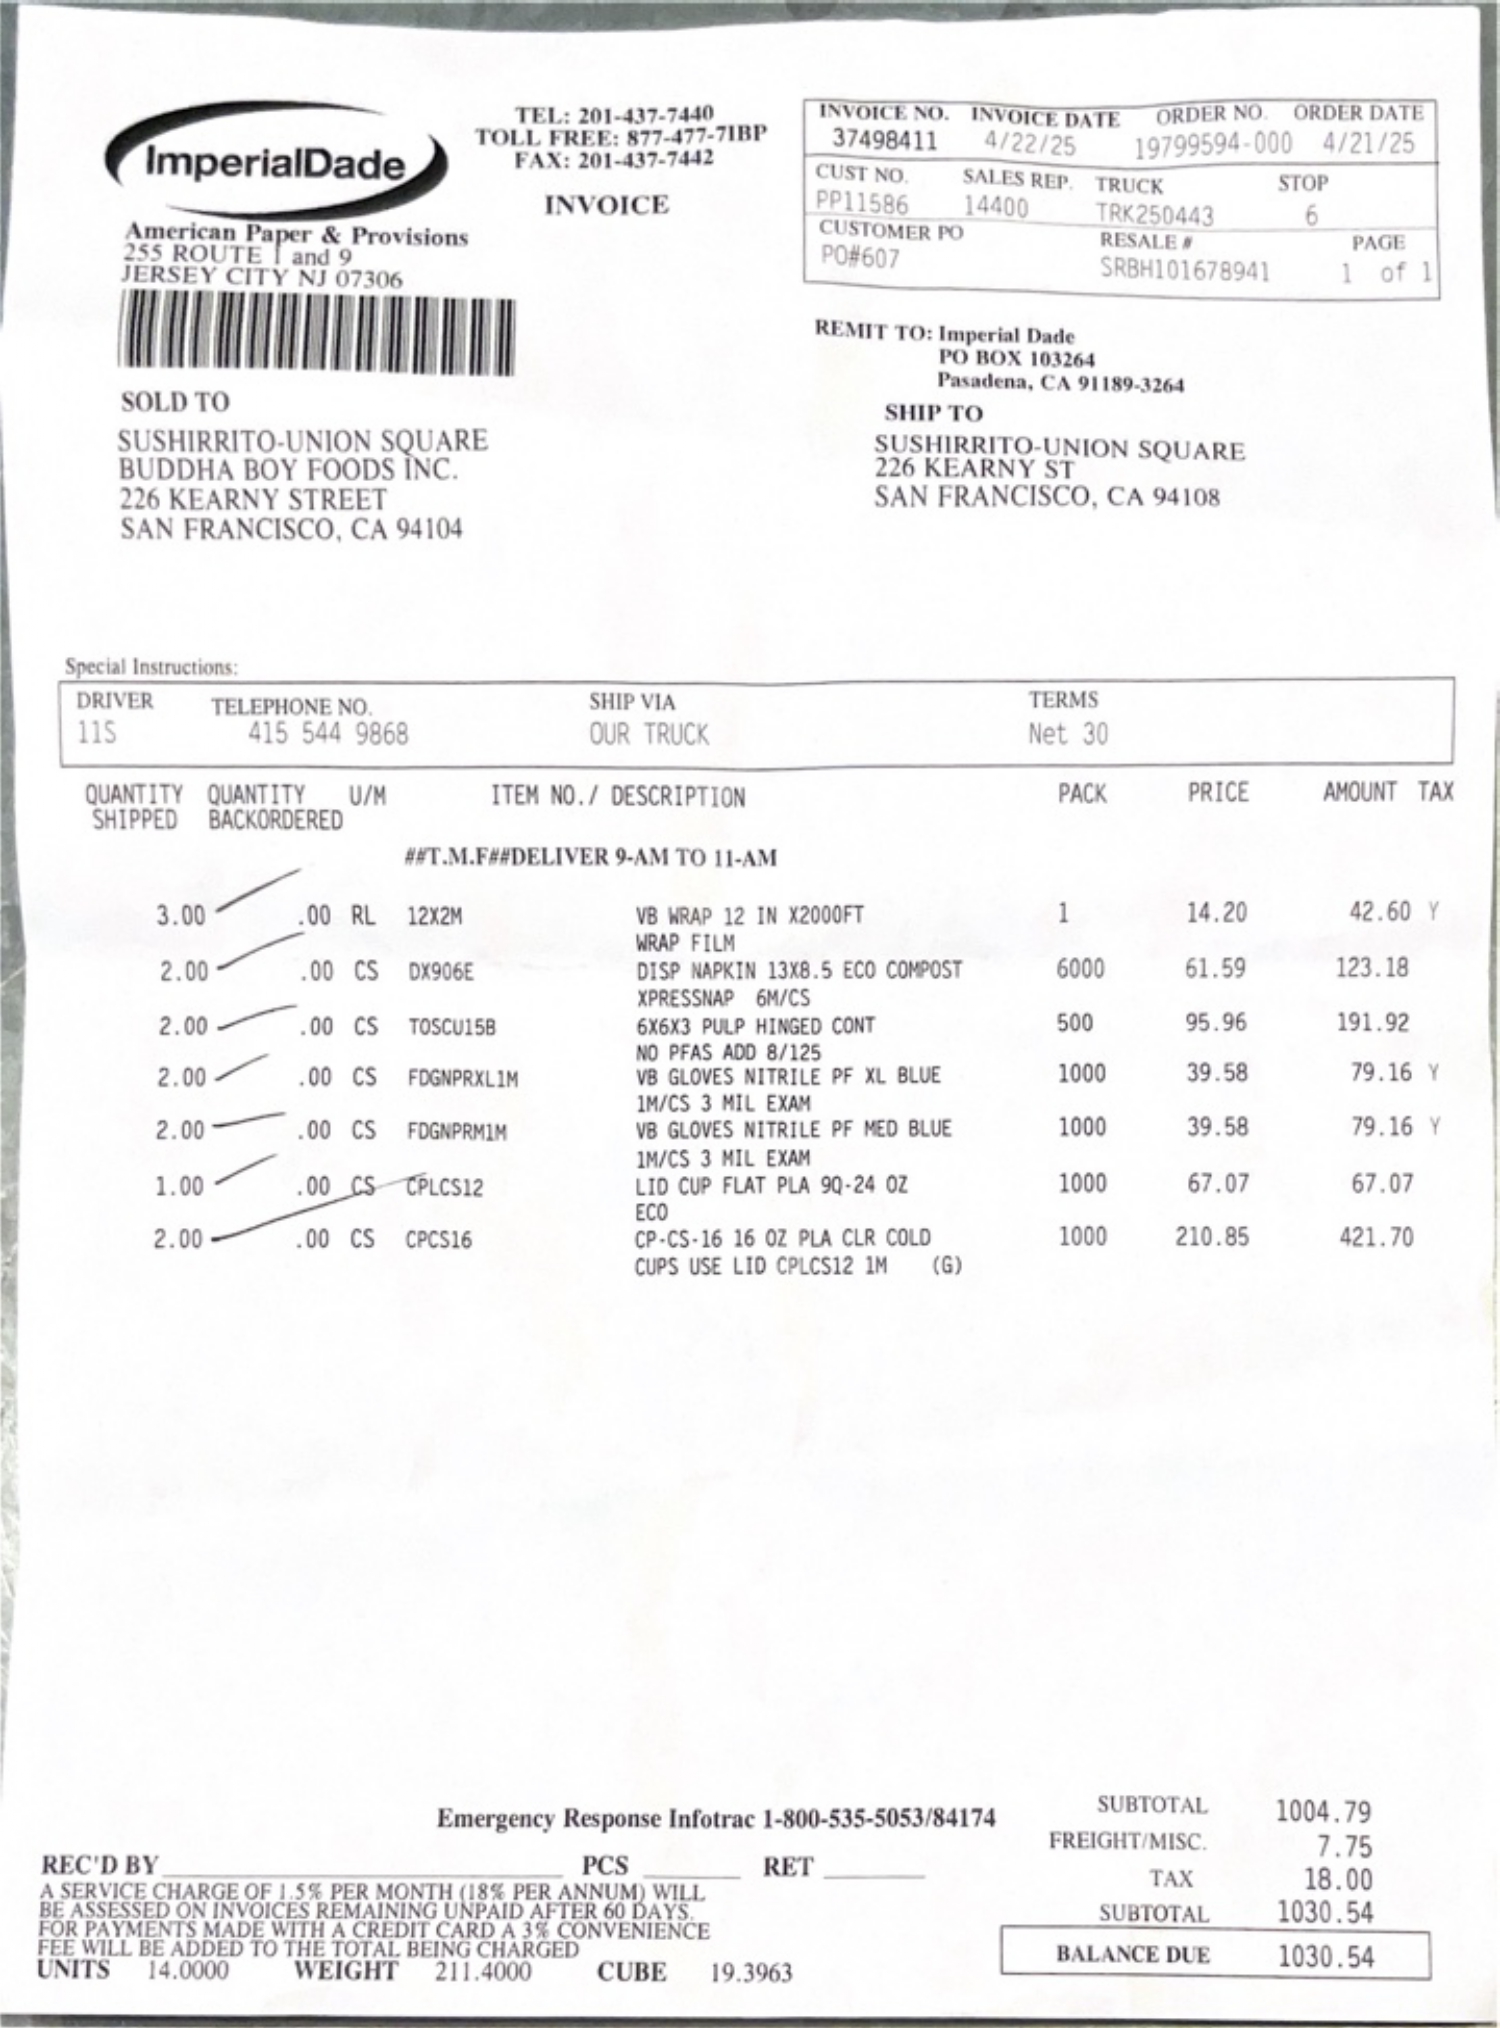 ImperialDade
American Paper & Provisions
255 ROUTE 1 and 9
JERSEY CITY NJ 07306
TEL: 201-437-7440
TOLL FREE: 877-477-7IBP
FAX: 201-437-7442
INVOICE
INVOICE NO. INVOICE DATE ORDER NO. ORDER DATE
37498411 4/22/25 19799594-000 4/21/25
CUST NO. SALES REP. TRUCK STOP
PP11586 14400 TRK250443 6
CUSTOMER PO RESALE # PAGE
PO#607 SRBH101678941 1 of 1
REMIT TO: Imperial Dade
PO BOX 103264
Pasadena, CA 91189-3264
SOLD TO
SUSHIRRITO-UNION SQUARE
BUDDHA BOY FOODS INC.
226 KEARNY STREET
SAN FRANCISCO, CA 94104
SHIP TO
SUSHIRRITO-UNION SQUARE
226 KEARNY ST
SAN FRANCISCO, CA 94108
Special Instructions:
DRIVER TELEPHONE NO. SHIP VIA TERMS
11S 415 544 9868 OUR TRUCK Net 30
QUANTITY QUANTITY U/M ITEM NO./ DESCRIPTION PACK PRICE AMOUNT TAX
SHIPPED BACKORDERED
##T.M.F##DELIVER 9-AM TO 11-AM
3.00 .00 RL 12X2M VB WRAP 12 IN X2000FT 1 14.20 42.60 Y
WRAP FILM
2.00 .00 CS DX906E DISP NAPKIN 13X8.5 ECO COMPOST 6000 61.59 123.18
XPRESSNAP 6M/CS
2.00 .00 CS TOSCU15B 6X6X3 PULP HINGED CONT 500 95.96 191.92
NO PFAS ADD 8/125
2.00 .00 CS FDGNPRXL1M VB GLOVES NITRILE PF XL BLUE 1000 39.58 79.16 Y
1M/CS 3 MIL EXAM
2.00 .00 CS FDGNPRM1M VB GLOVES NITRILE PF MED BLUE 1000 39.58 79.16 Y
1M/CS 3 MIL EXAM
1.00 .00 CS CPLCS12 LID CUP FLAT PLA 9Q-24 OZ 1000 67.07 67.07
ECO
2.00 .00 CS CPCS16 CP-CS-16 16 OZ PLA CLR COLD 1000 210.85 421.70
CUPS USE LID CPLCS12 1M (G)
Emergency Response Infotrac 1-800-535-5053/84174
SUBTOTAL 1004.79
FREIGHT/MISC. 7.75
TAX 18.00
SUBTOTAL 1030.54
BALANCE DUE 1030.54
REC'D BY PCS RET
A SERVICE CHARGE OF 1.5% PER MONTH (18% PER ANNUM) WILL
BE ASSESSED ON INVOICES REMAINING UNPAID AFTER 60 DAYS.
FOR PAYMENTS MADE WITH A CREDIT CARD A 3% CONVENIENCE
FEE WILL BE ADDED TO THE TOTAL BEING CHARGED
UNITS 14.0000 WEIGHT 211.4000 CUBE 19.3963